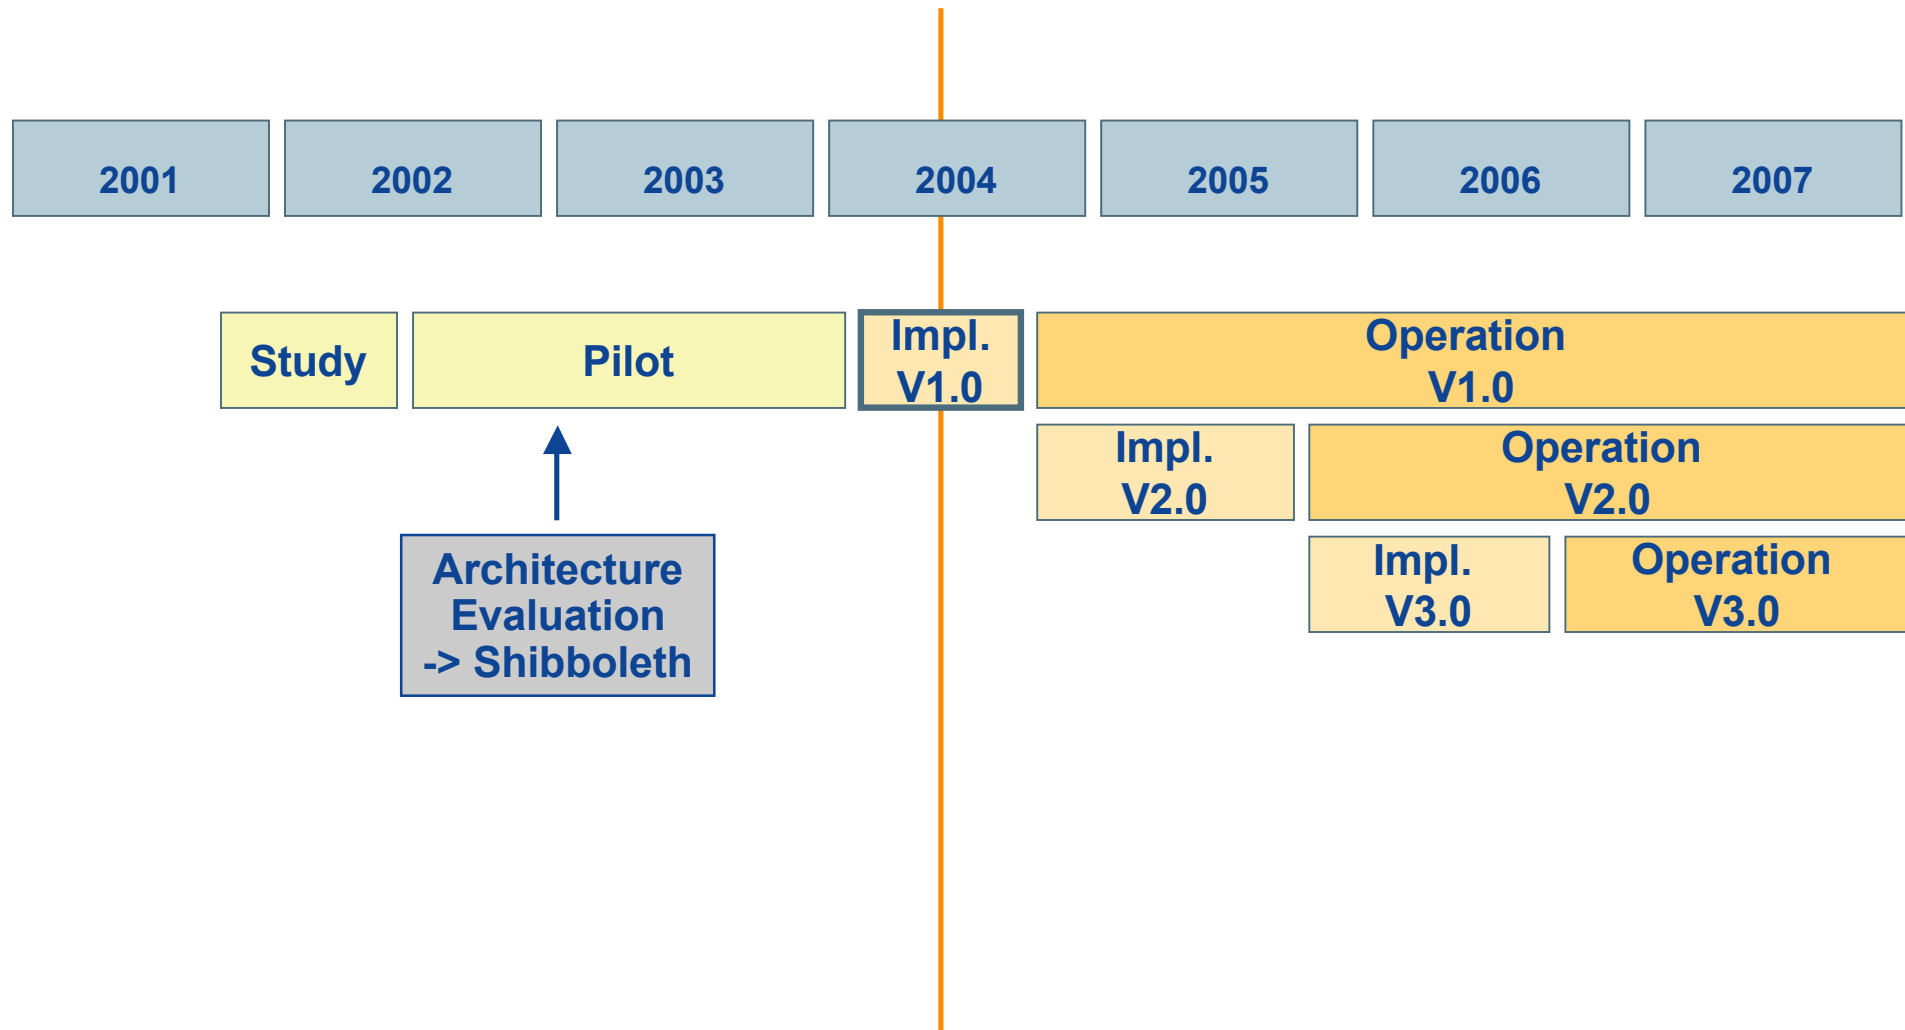 2001
2002
2003
2004
2005
2006
2007
Study
Pilot
Impl.
V1.0
Operation
V1.0
Impl.
V2.0
Operation
V2.0
Impl.
V3.0
Operation
V3.0
Architecture
Evaluation
-> Shibboleth